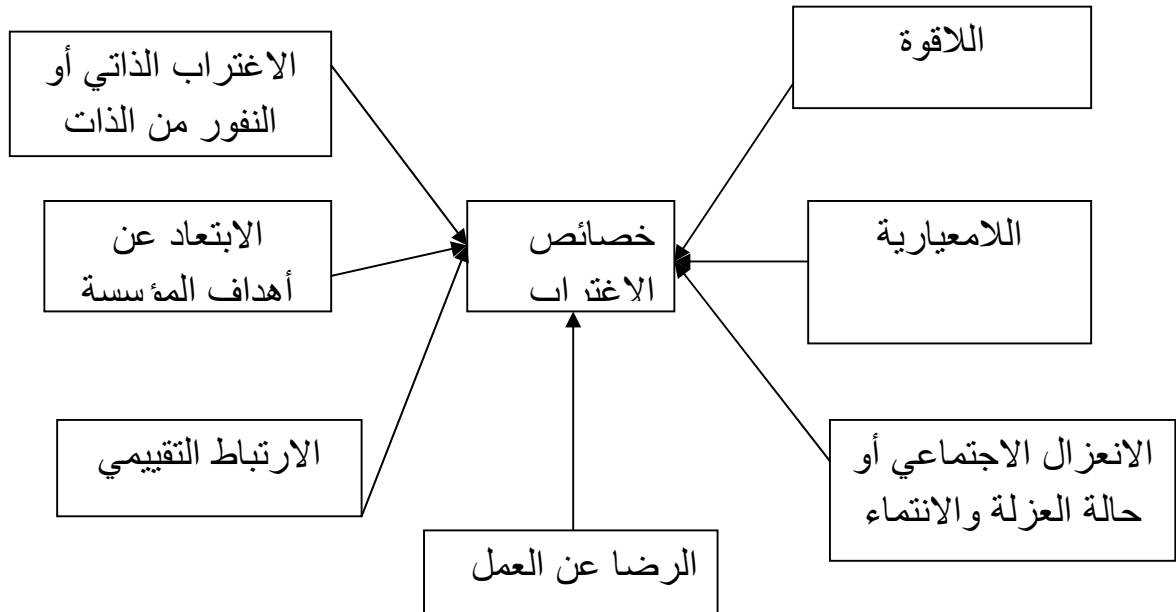 اللاقوة
الاغتراب الذاتي أو
النفور من الذات
خصائص
الاغتراب
اللامعيارية
الابتعاد عن
أهداف المؤسسة
الانعزال الاجتماعي أو
حالة العزلة والانتماء
الارتباط التقييمي
الرضا عن العمل